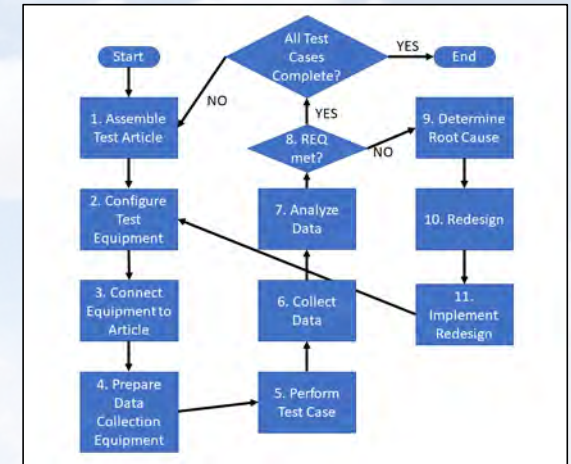 Start
1. Assemble
Test Article
2. Configure
Test
Equipment
3. Connect
Equipment to
Article
4. Prepare
Data
Collection
Equipment
5. Perform
Test Case
6. Collect
Data
7. Analyze
Data
8. REQ
met?
YES
NO
All Test
Cases
Complete?
NO
YES
End
9. Determine
Root Cause
10. Redesign
11.
Implement
Redesign